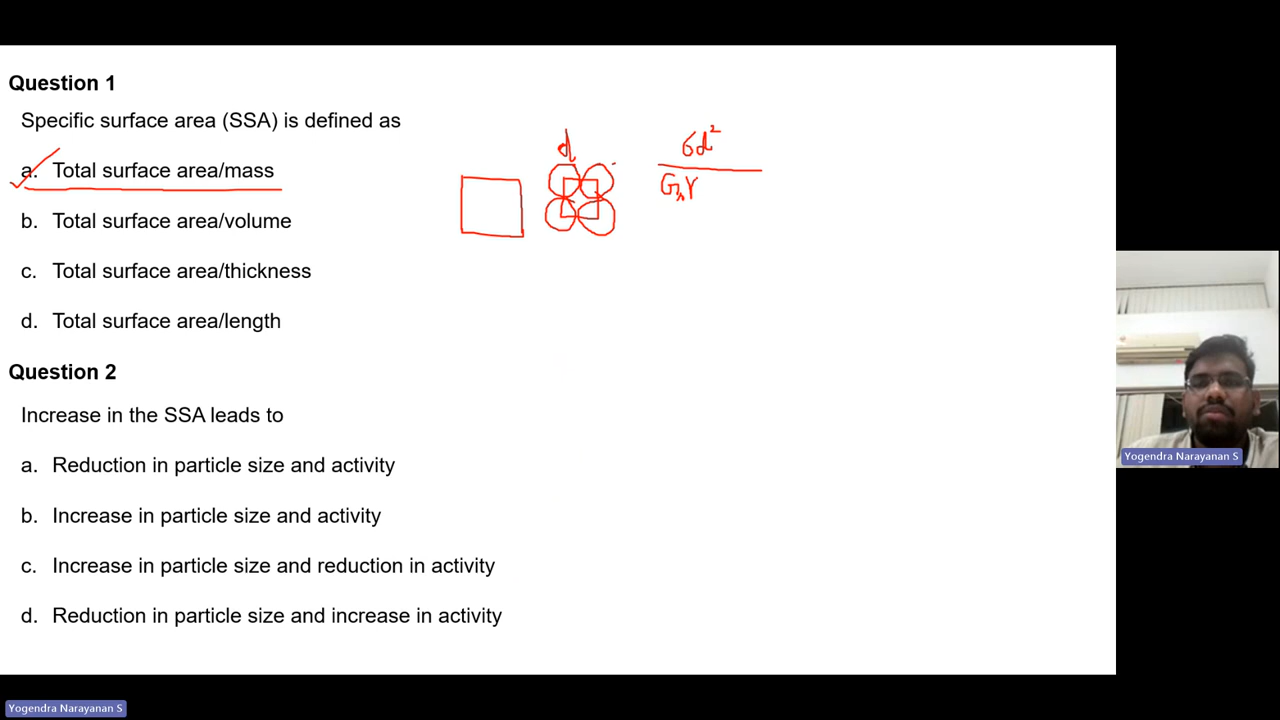 Question 1
Specific surface area (SSA) is defined as
a. Total surface area/mass
b. Total surface area/volume
c. Total surface area/thickness
d. Total surface area/length
d
6d²
Question 2
Increase in the SSA leads to
a. Reduction in particle size and activity
b. Increase in particle size and activity
c. Increase in particle size and reduction in activity
d. Reduction in particle size and increase in activity
Yogendra Narayanan S
Yogendra Narayanan S